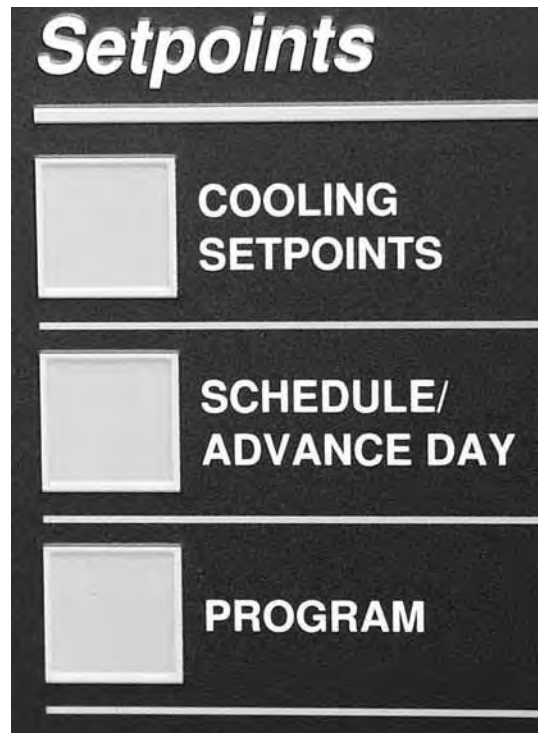 Setpoints
COOLING
SETPOINTS
SCHEDULE/
ADVANCE DAY
PROGRAM